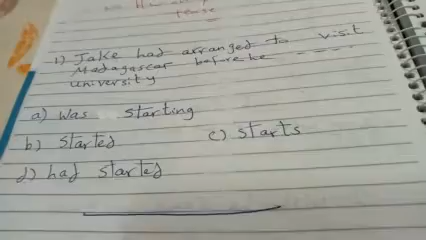 tense
1) Jake had arranged to visit
Madagascar before he ----
university
a) was starting
b) started c) starts
d) had started